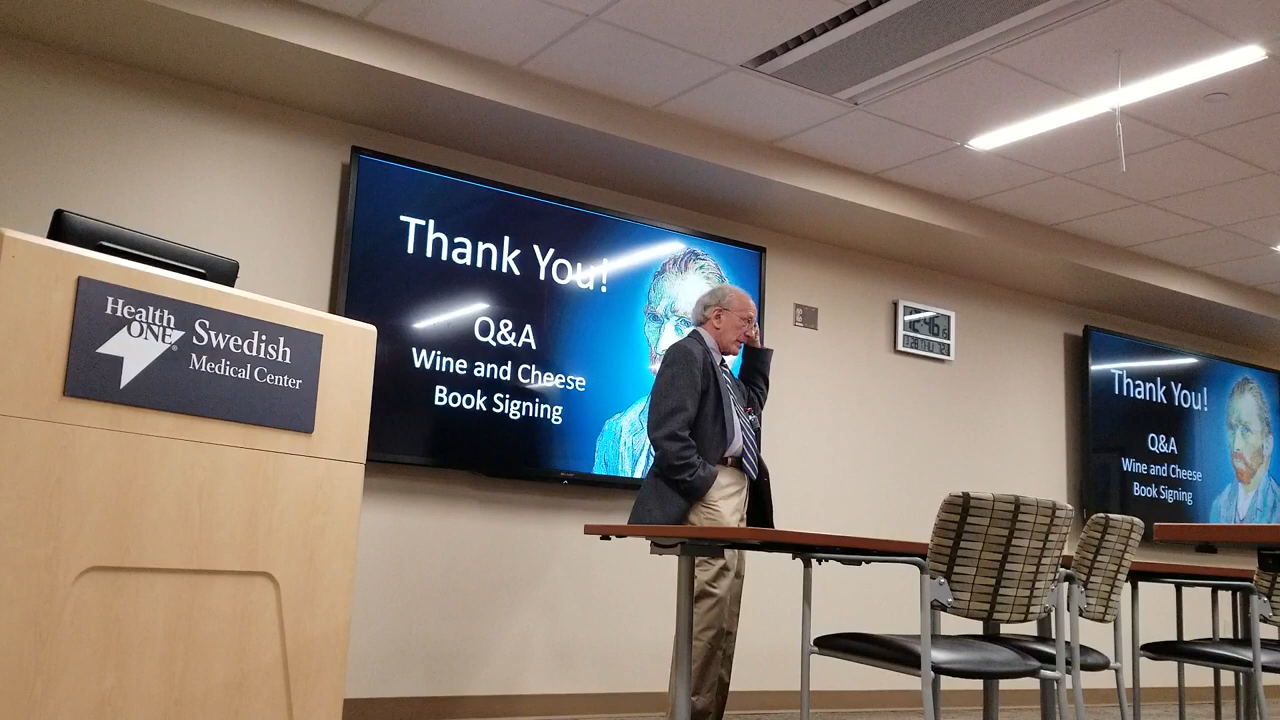 Health
ONE
Swedish
Medical Center
Thank You!
Q&A
Wine and Cheese
Book Signing
Thank You!
Q&A
Wine and Cheese
Book Signing